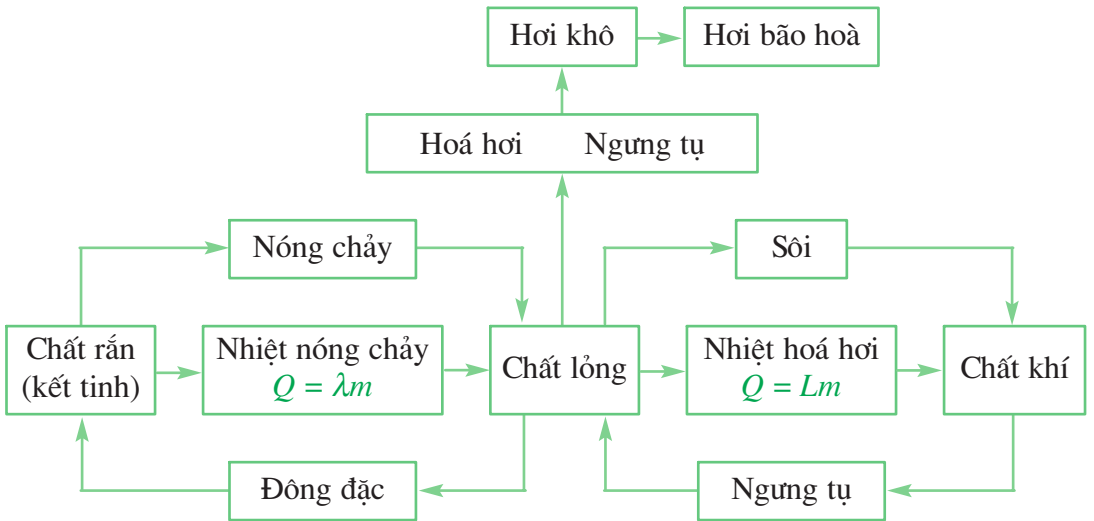 Hơi khô
Hơi bão hoà
Hoá hơi Ngưng tụ
Nóng chảy
Sôi
Chất rắn
(kết tinh)
Nhiệt nóng chảy
Q = λm
Chất lỏng
Nhiệt hoá hơi
Q = Lm
Chất khí
Đông đặc
Ngưng tụ